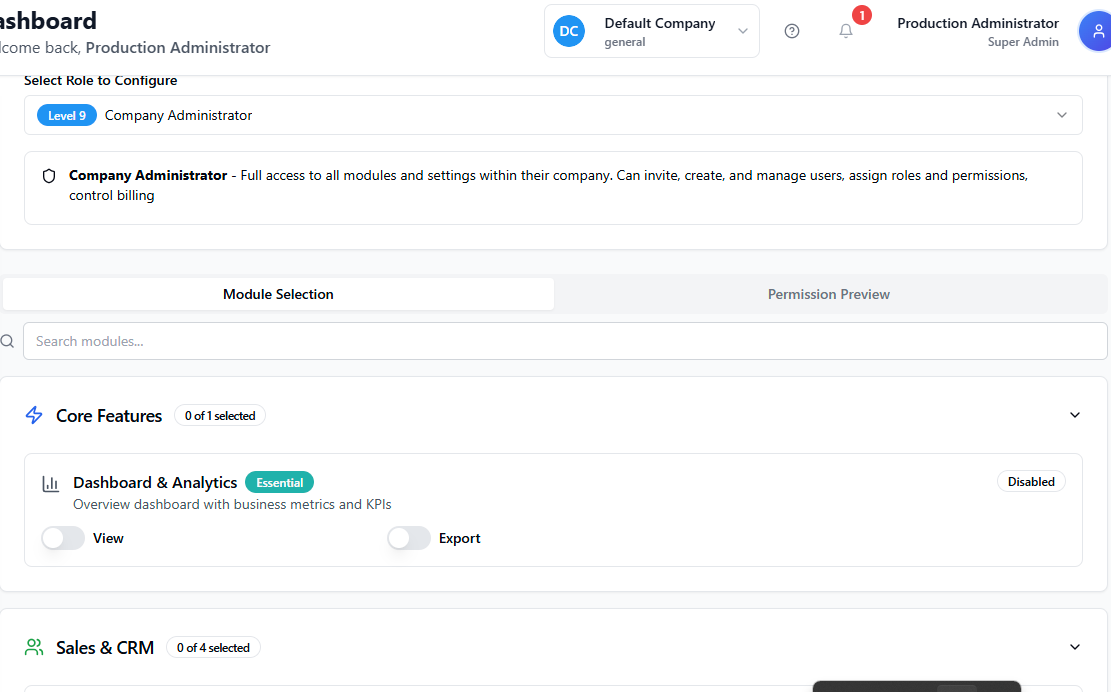 ashboard
lcome back, Production Administrator
DC
Default Company
general
1
Production Administrator
Super Admin
Select Role to Configure
Level 9 Company Administrator
Company Administrator - Full access to all modules and settings within their company. Can invite, create, and manage users, assign roles and permissions,
control billing
Module Selection
Permission Preview
Search modules...
Core Features 0 of 1 selected
Dashboard & Analytics Essential
Disabled
Overview dashboard with business metrics and KPIs
View
Export
Sales & CRM 0 of 4 selected